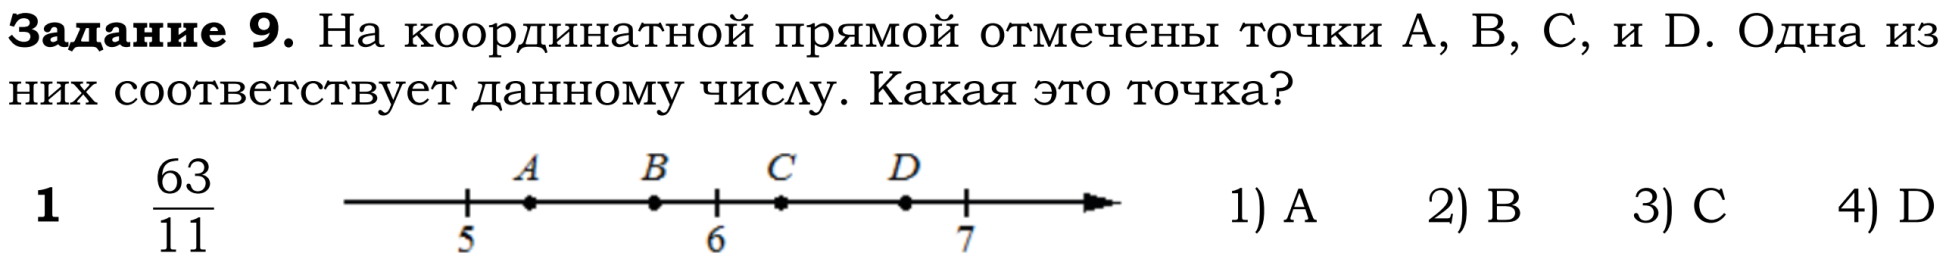 Задание 9. На координатной прямой отмечены точки A, B, C, и D. Одна из
них соответствует данному числу. Какая это точка?
1 63/11 A B C D 1) A 2) B 3) C 4) D
5 6 7